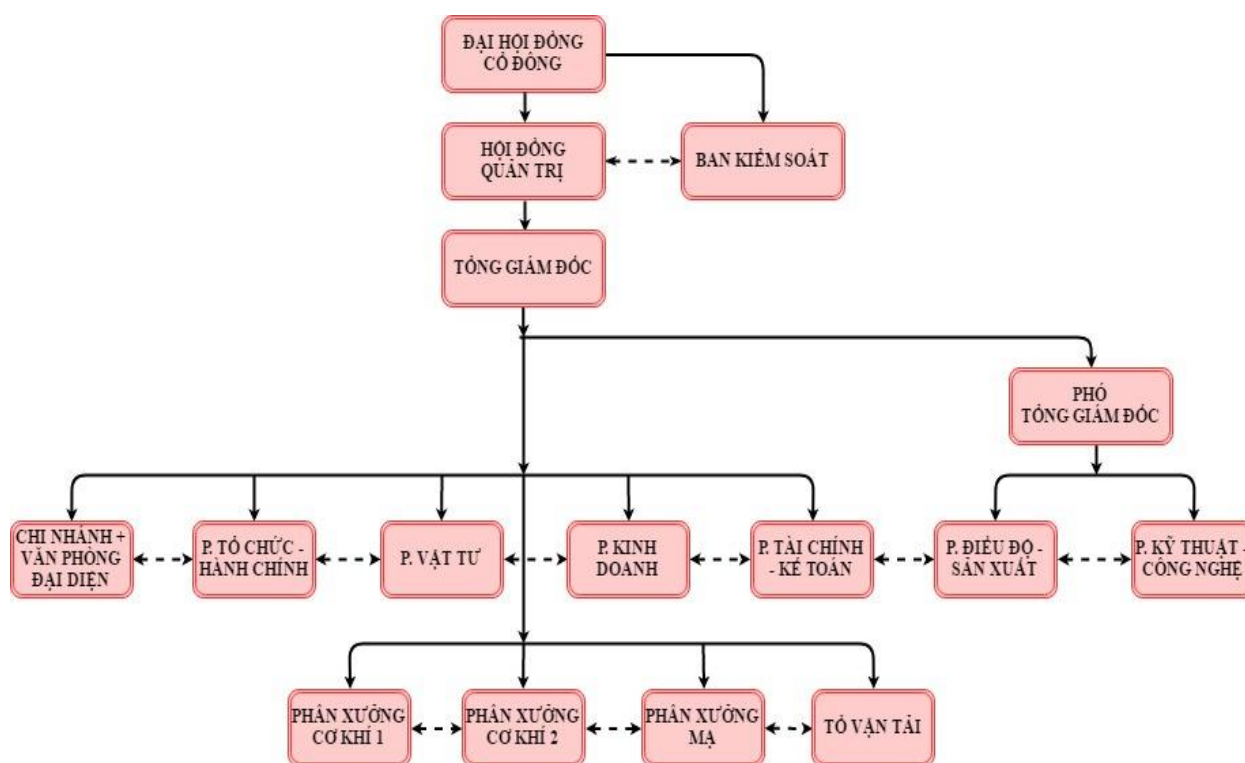 ĐẠI HỘI ĐỒNG
CỔ ĐÔNG
HỘI ĐỒNG
QUẢN TRỊ
BAN KIỂM SOÁT
TỔNG GIÁM ĐỐC
PHÓ
TỔNG GIÁM ĐỐC
CHI NHÁNH +
VĂN PHÒNG
ĐẠI DIỆN
P. TỔ CHỨC -
HÀNH CHÍNH
P. VẬT TƯ
P. KINH
DOANH
P. TÀI CHÍNH
- KẾ TOÁN
P. ĐIỀU ĐỘ -
SẢN XUẤT
P. KỸ THUẬT -
CÔNG NGHỆ
PHÂN XƯỞNG
CƠ KHÍ 1
PHÂN XƯỞNG
CƠ KHÍ 2
PHÂN XƯỞNG
MẠ
TỔ VẬN TẢI